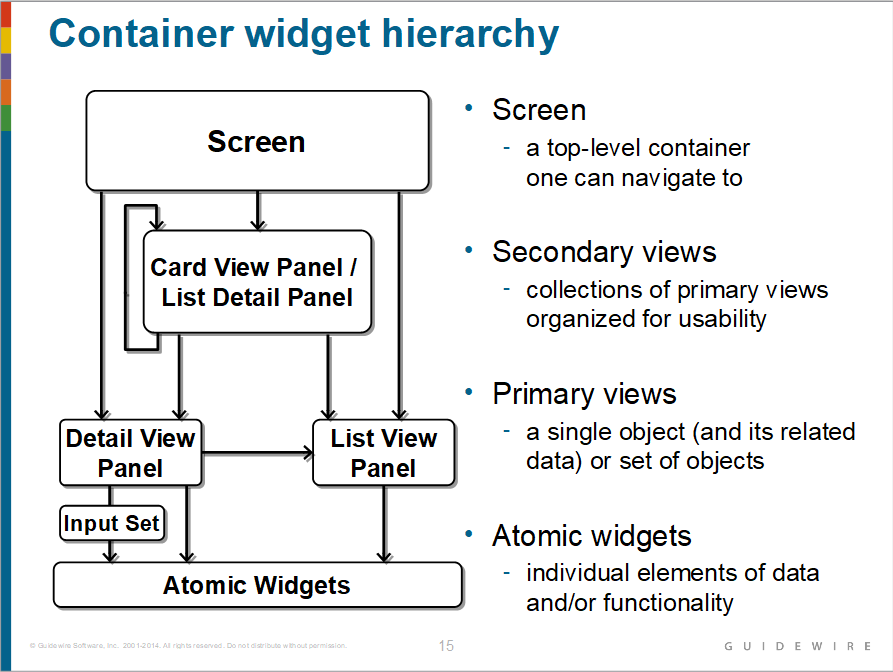 Container widget hierarchy
Screen
Card View Panel /
List Detail Panel
Detail View
Panel
List View
Panel
Input Set
Atomic Widgets
• Screen
- a top-level container
one can navigate to
• Secondary views
- collections of primary views
organized for usability
• Primary views
- a single object (and its related
data) or set of objects
• Atomic widgets
- individual elements of data
and/or functionality
© Guidewire Software, Inc. 2001-2014. All rights reserved. Do not distribute without permission.
15
GUIDEWIRE